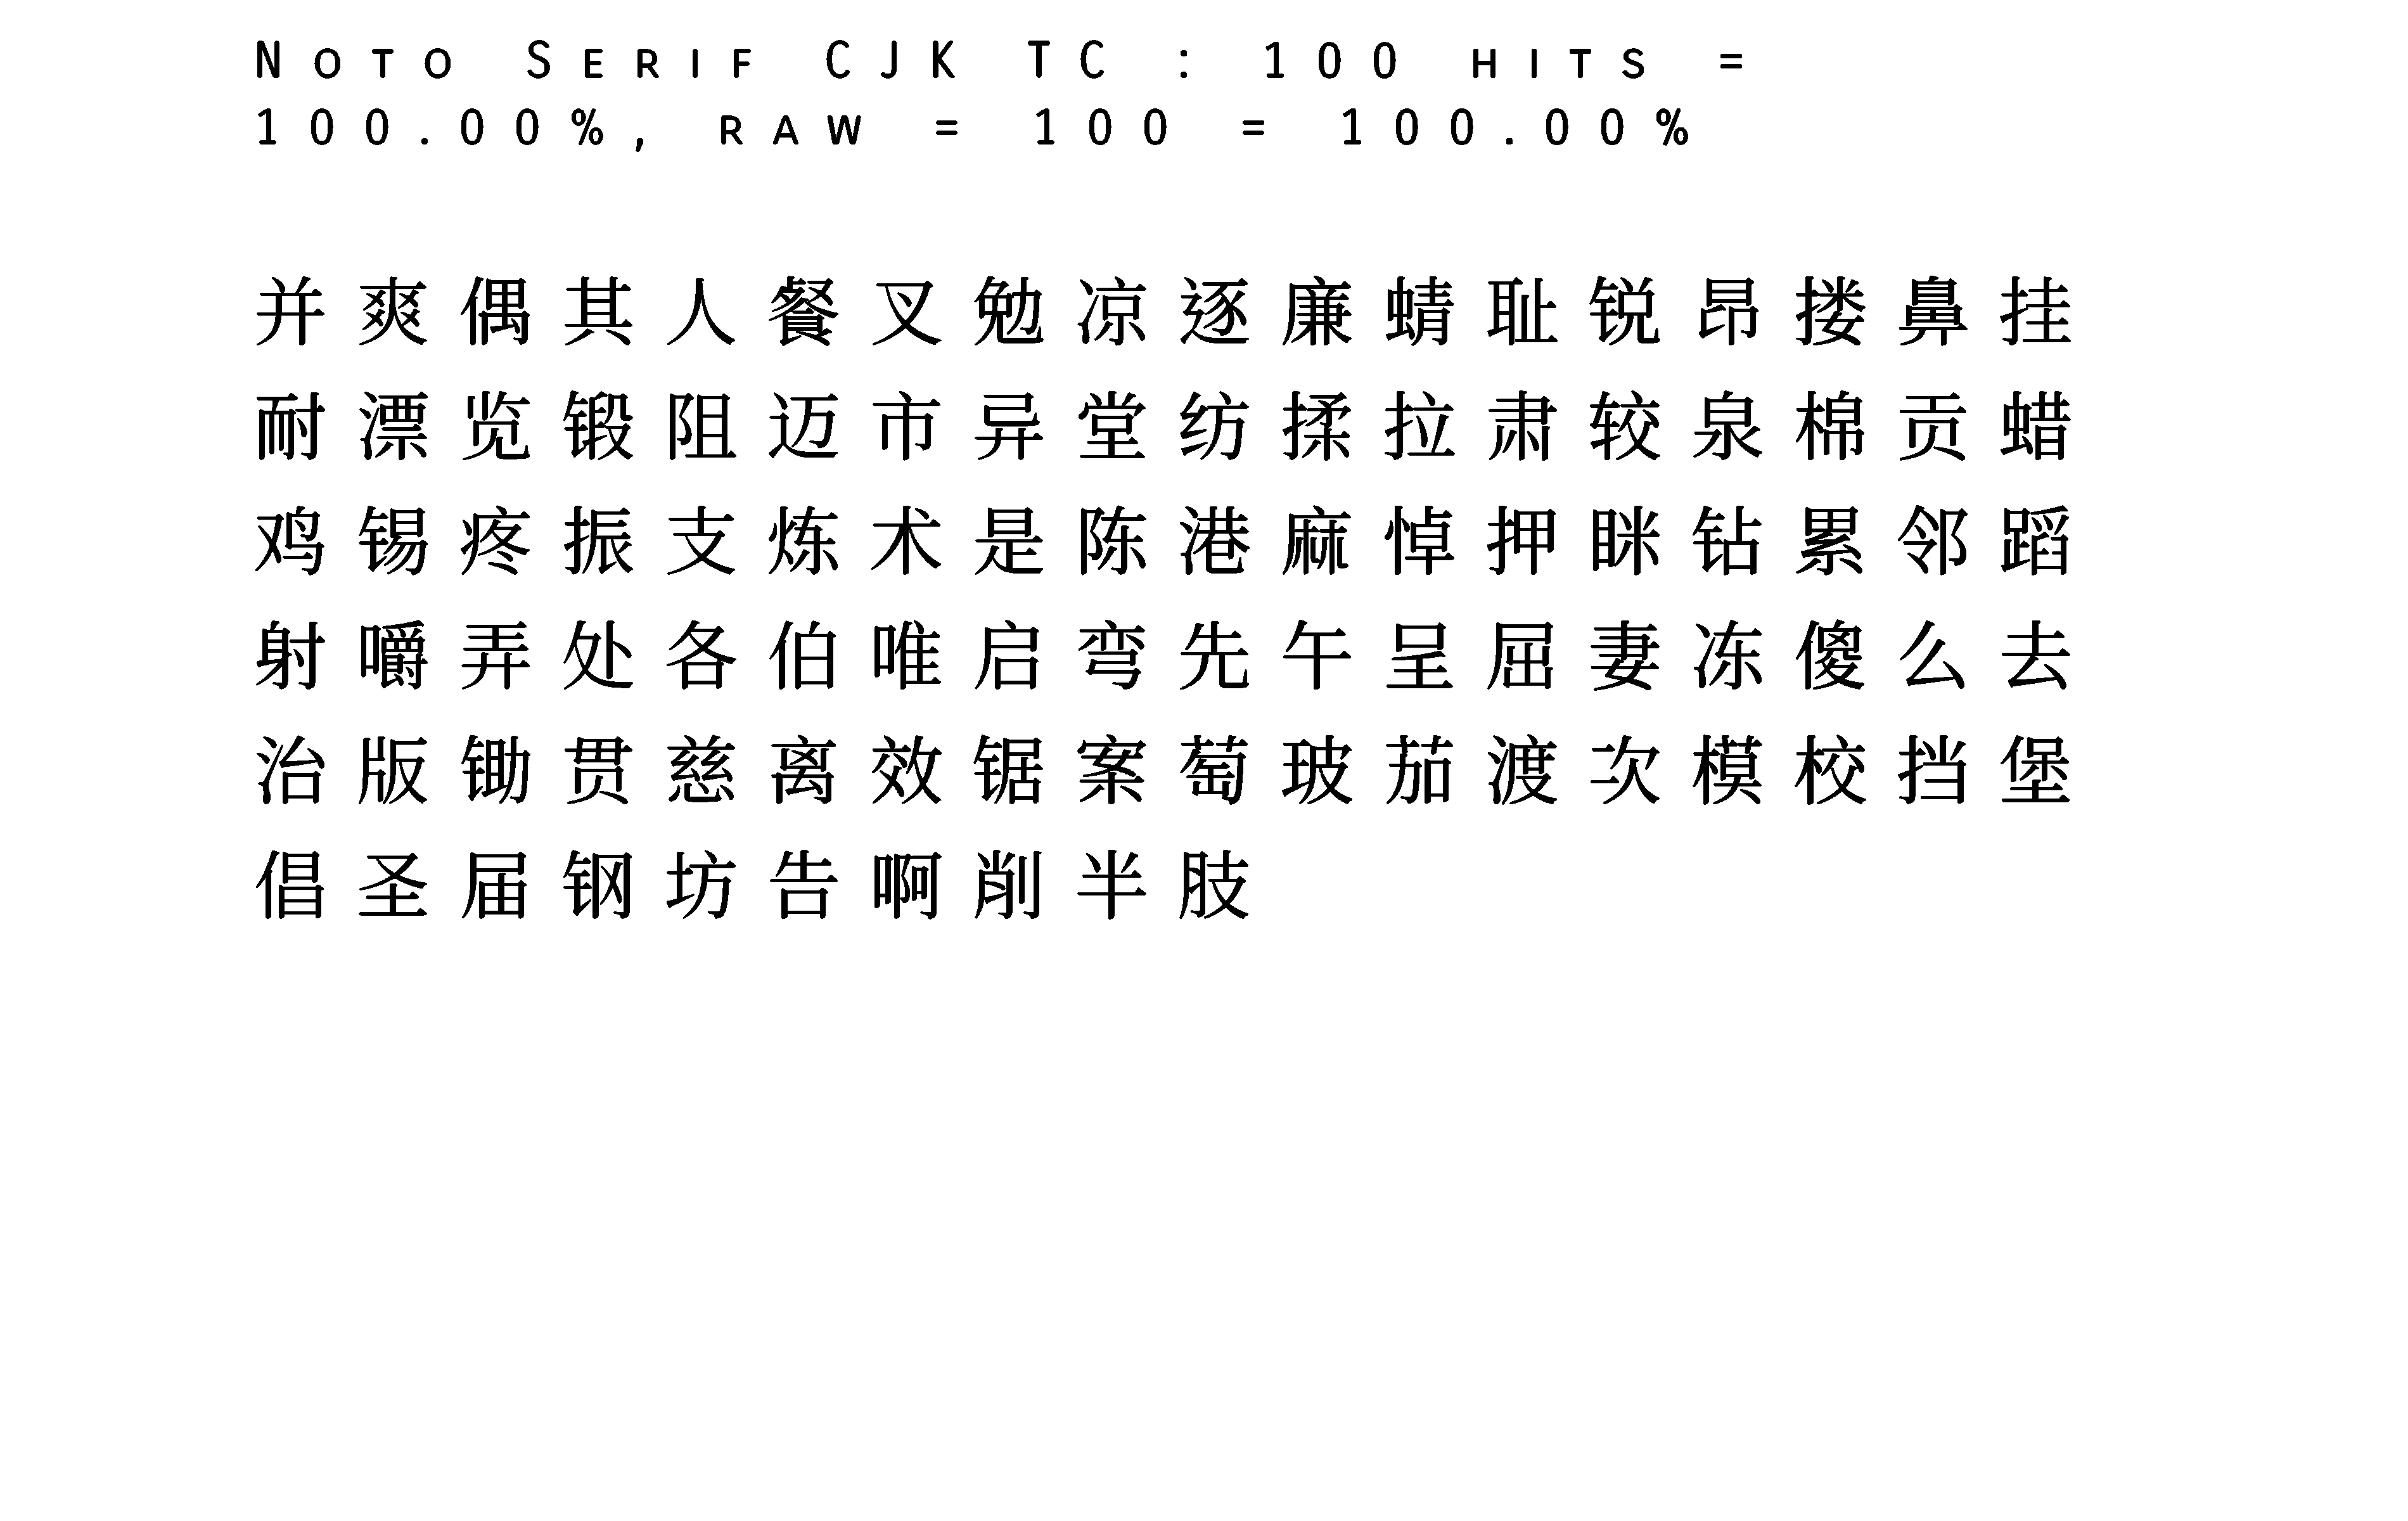 Noto Serif CJK TC : 100 hits =
100.00%, raw = 100 = 100.00%
并爽偶其人餐叉勉凉逐廉蜻耻锐昂搂鼻挂
耐漂览锻阻迈市异堂纺揉拉肃较泉棉贡蜡
鸡锡疼振支炼术是陈港麻悼押眯钻累邻蹈
射嚼弄处各伯唯启弯先午呈屈妻冻傻么去
治版锄贯慈离效锯案萄玻茄渡次模校挡堡
倡圣届钢坊告啊削半肢